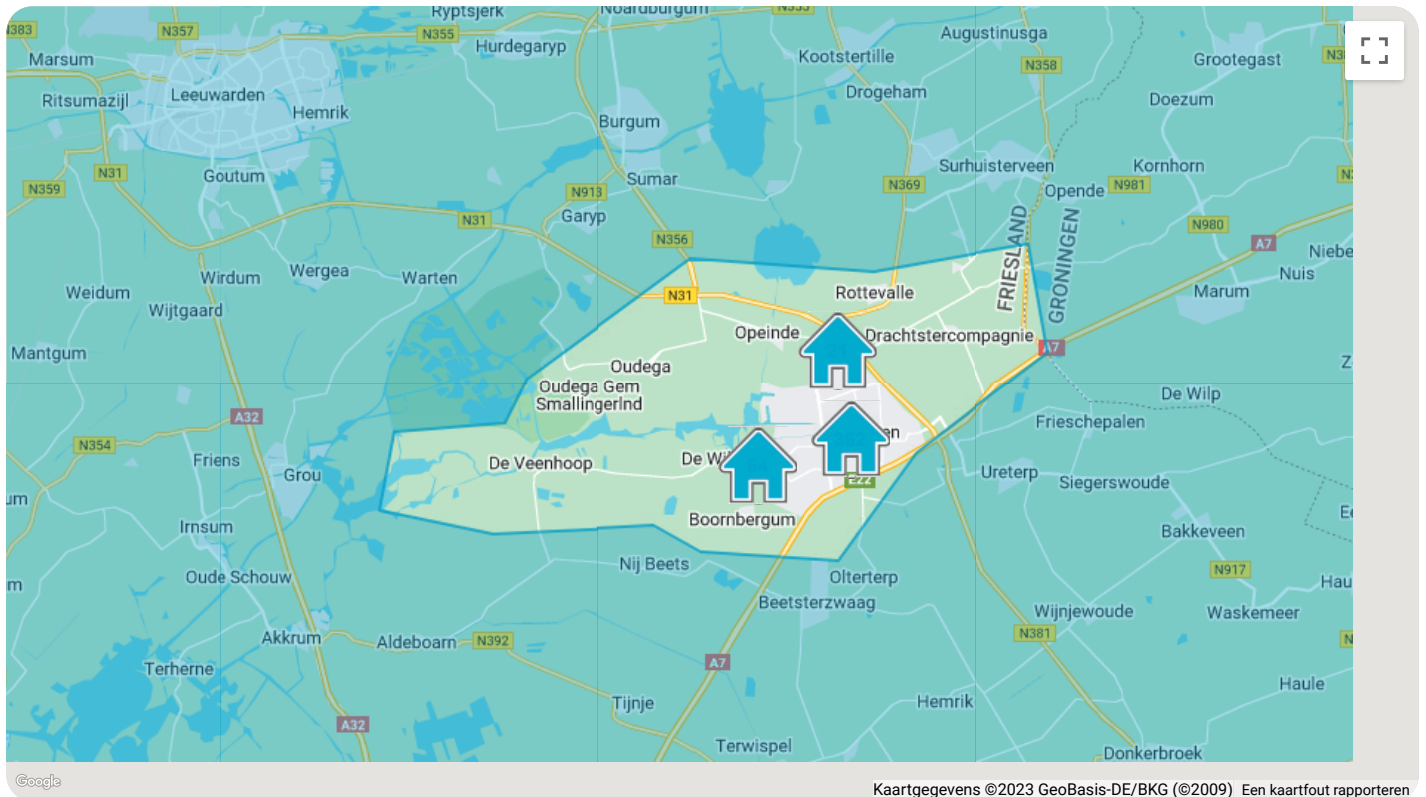 Ryptsjerk
Noardburgum
N383
N357
N355
Hurdegaryp
Augustinusga
Kootstertille
Grootegast
Marsum
N358
Leeuwarden
Ritsumazijl
Hemrik
Drogeham
Doezum
Burgum
N31
Surhuisterveen
Kornhorn
Goutum
Sumar
N359
N913
N369
Opende
N981
Garyp
N31
N980
N356
A7
FRIESLAND
GRONINGEN
Wergea
Wirdum
Warten
Nuis
Weidum
Rottevalle
Marum
N31
Wijtgaard
Opeinde
Drachtstercompagnie
A7
Mantgum
Oudega
Oudega Gem
Smallingerlnd
De Wilp
A32
Frieschepalen
N354
Friens
De Veenhoop
Grou
Ureterp
E22
Siegerswoude
Boornbergum
Irnsum
Bakkeveen
Nij Beets
N917
Oude Schouw
Olterterp
Beetsterzwaag
Wijnjewoude
Waskemeer
Akkrum
Aldeboarn
N392
N381
A7
Terherne
Haule
Tijnje
Hemrik
A32
Terwispel
Donkerbroek
Google
Kaartgegevens ©2023 GeoBasis-DE/BKG (©2009)
Een kaartfout rapporteren